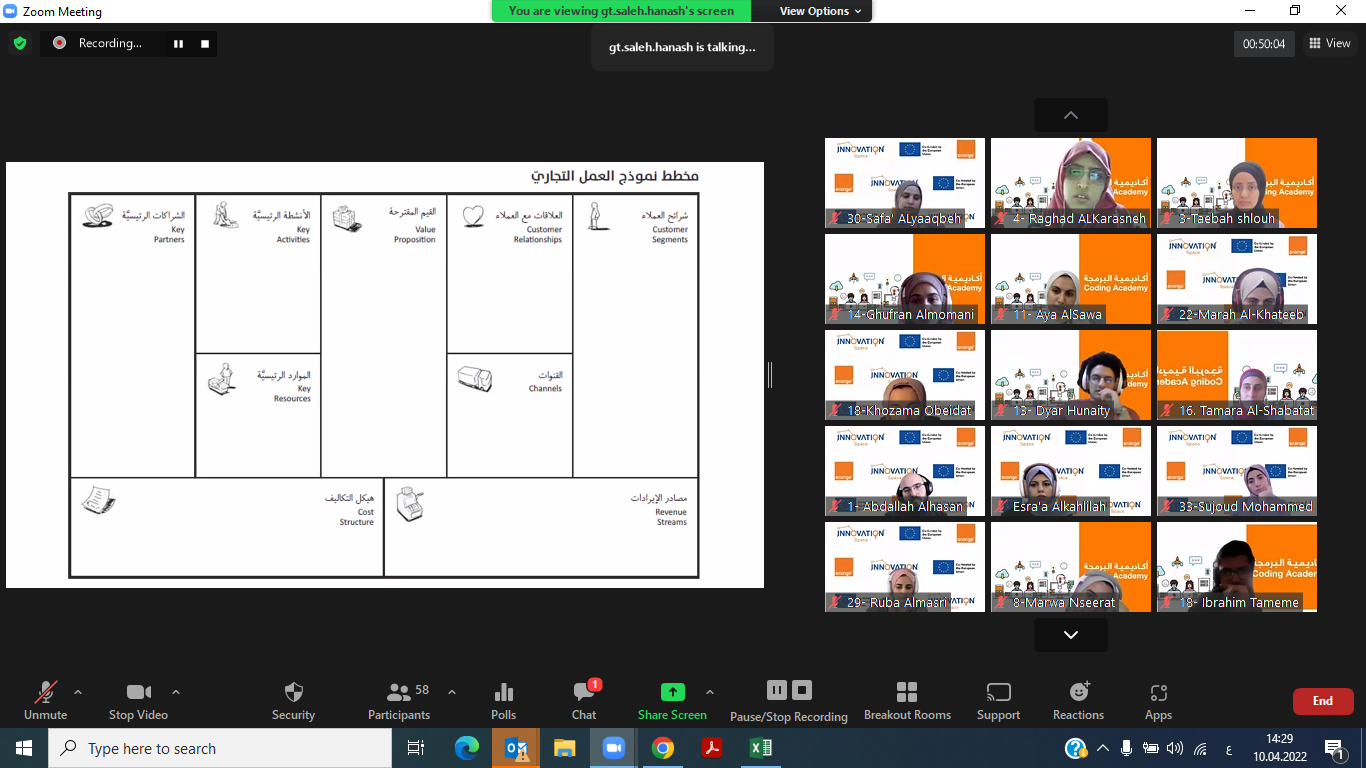 Zoom Meeting
You are viewing gt.saleh.hanash's screen
View Options
Recording...
gt.saleh.hanash is talking...
00:50:04
View
مخطط نموذج العمل التجاريّ
شرائح العملاء
Customer
Segments
العلاقات مع العملاء
Customer
Relationships
القيم المقترحة
Value
Proposition
الأنشطة الرئيسيَّة
Key
Activities
الشراكات الرئيسيَّة
Key
Partners
القنوات
Channels
الموارد الرئيسيَّة
Key
Resources
مصادر الإيرادات
Revenue
Streams
هيكل التكاليف
Cost
Structure
30-Safa' ALyaaqbeh
4- Raghad ALKarasneh
3-Taebah shlouh
14-Ghufran Almomani
11- Aya AlSawa
22-Marah Al-Khateeb
18-Khozama Obeidat
13- Dyar Hunaity
16. Tamara Al-Shabatat
1- Abdallah Alhasan
Esra'a Alkahlilah
33-Sujoud Mohammed
29- Ruba Almasri
8-Marwa Nseerat
18- Ibrahim Tameme
Unmute
Stop Video
Security
58
Participants
Polls
1
Chat
Share Screen
Pause/Stop Recording
Breakout Rooms
Support
Reactions
Apps
End
Type here to search
ع
14:29
10.04.2022
1